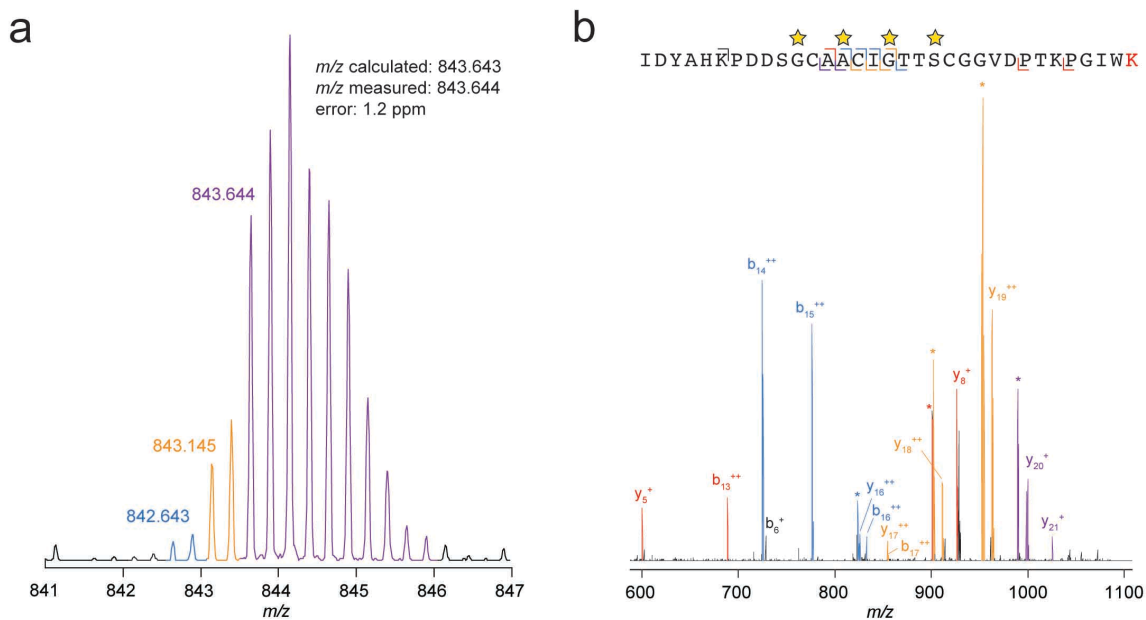 a
m/z calculated: 843.643
m/z measured: 843.644
error: 1.2 ppm
843.644
843.145
842.643
841 842 843 844 845 846 847
m/z
b
IDYAHKPDDSGCAACIGTTSCGGVDPTKPGIWK
*
b14++
b15++
y19++
*
y8+
*
*
y20+
y18++
y5+
b13+
*
y16++
b16++
b6+
y17++
b17++
y21+
600 700 800 900 1000 1100
m/z